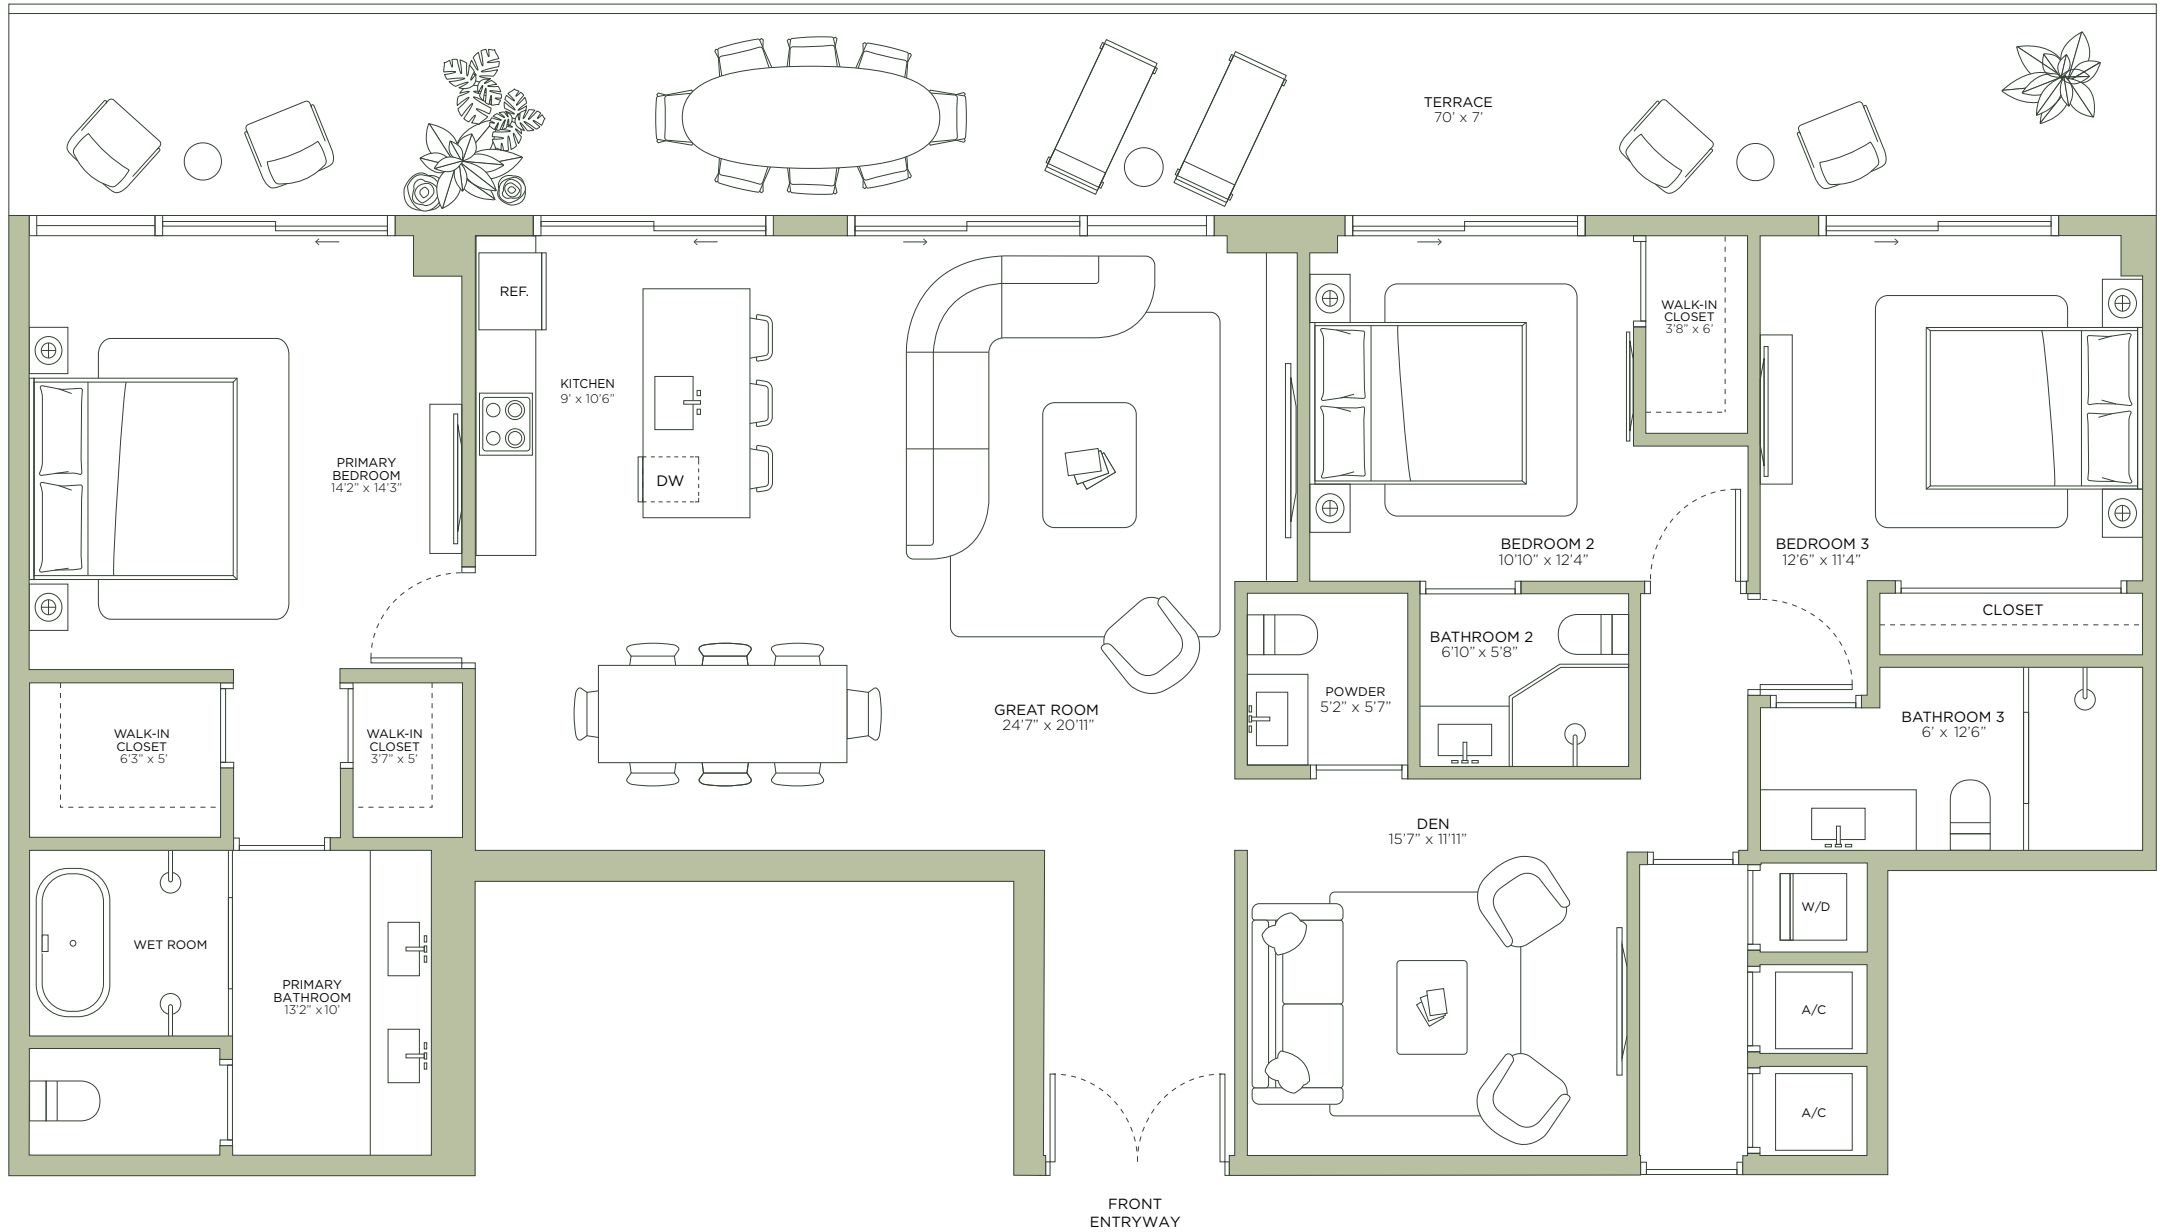 TERRACE
70' x 7'
REF.
KITCHEN
9' x 10'6"
DW
PRIMARY
BEDROOM
14'2" x 14'3"
WALK-IN
CLOSET
3'8" x 6'
BEDROOM 2
10'10" x 12'4"
BEDROOM 3
12'6" x 11'4"
CLOSET
BATHROOM 2
6'10" x 5'8"
POWDER
5'2" x 5'7"
GREAT ROOM
24'7" x 20'11"
WALK-IN
CLOSET
6'3" x 5'
WALK-IN
CLOSET
3'7" x 5'
BATHROOM 3
6' x 12'6"
DEN
15'7" x 11'11"
WET ROOM
PRIMARY
BATHROOM
13'2" x 10'
W/D
A/C
A/C
FRONT
ENTRYWAY